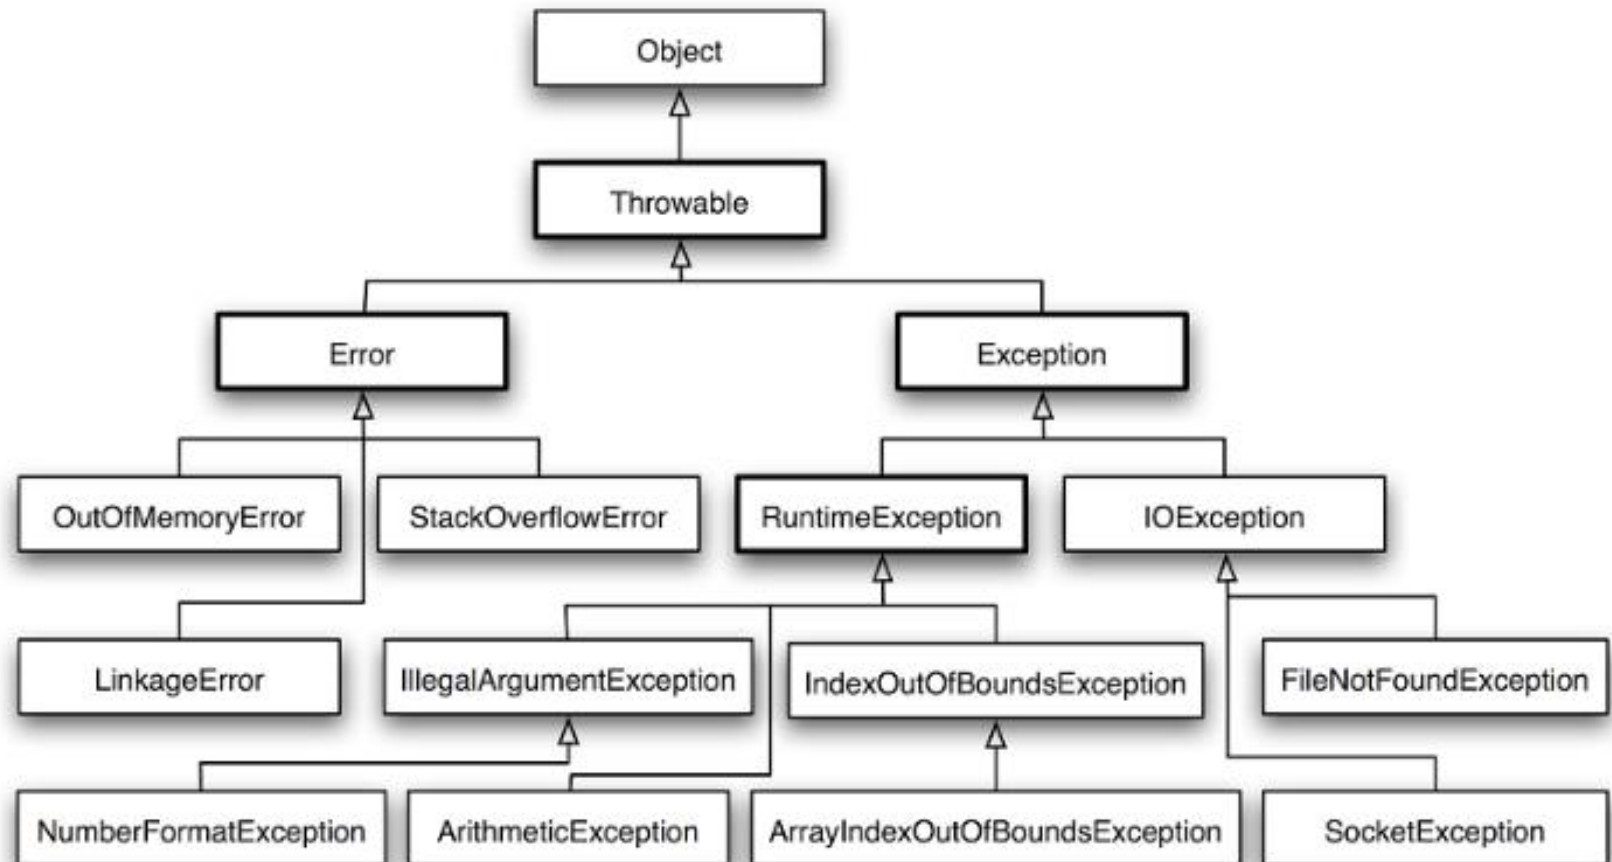 Object
Throwable
Error
Exception
OutOfMemoryError
StackOverflowError
RuntimeException
IOException
LinkageError
IllegalArgumentException
IndexOutOfBoundsException
FileNotFoundException
NumberFormatException
ArithmeticException
ArrayIndexOutOfBoundsException
SocketException